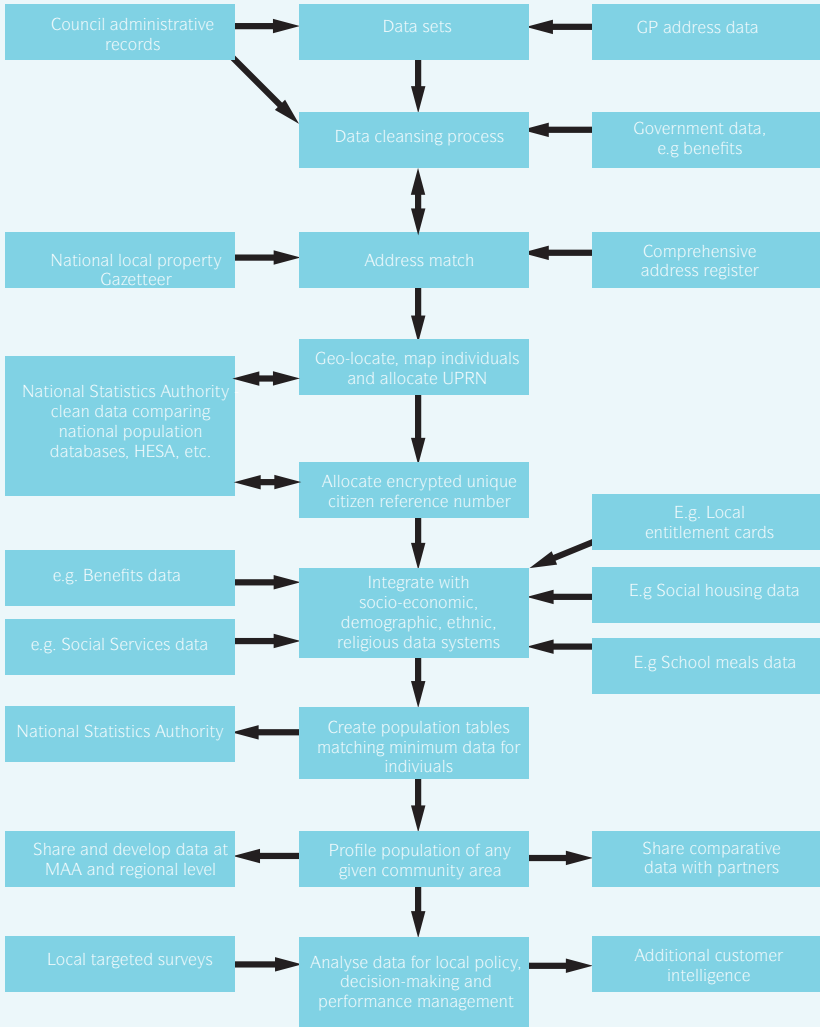 Council administrative
records
Data sets
GP address data
Data cleansing process
Government data,
e.g benefits
National local property
Gazetteer
Address match
Comprehensive
address register
Geo-locate, map individuals
and allocate UPRN
National Statistics Authority
clean data comparing
national population
databases, HESA, etc.
Allocate encrypted unique
citizen reference number
E.g. Local
entitlement cards
e.g. Benefits data
Integrate with
socio-economic,
demographic, ethnic,
religious data systems
E.g Social housing data
e.g. Social Services data
E.g School meals data
National Statistics Authority
Create population tables
matching minimum data for
indiviuals
Share and develop data at
MAA and regional level
Profile population of any
given community area
Share comparative
data with partners
Local targeted surveys
Analyse data for local policy,
decision-making and
performance management
Additional customer
intelligence